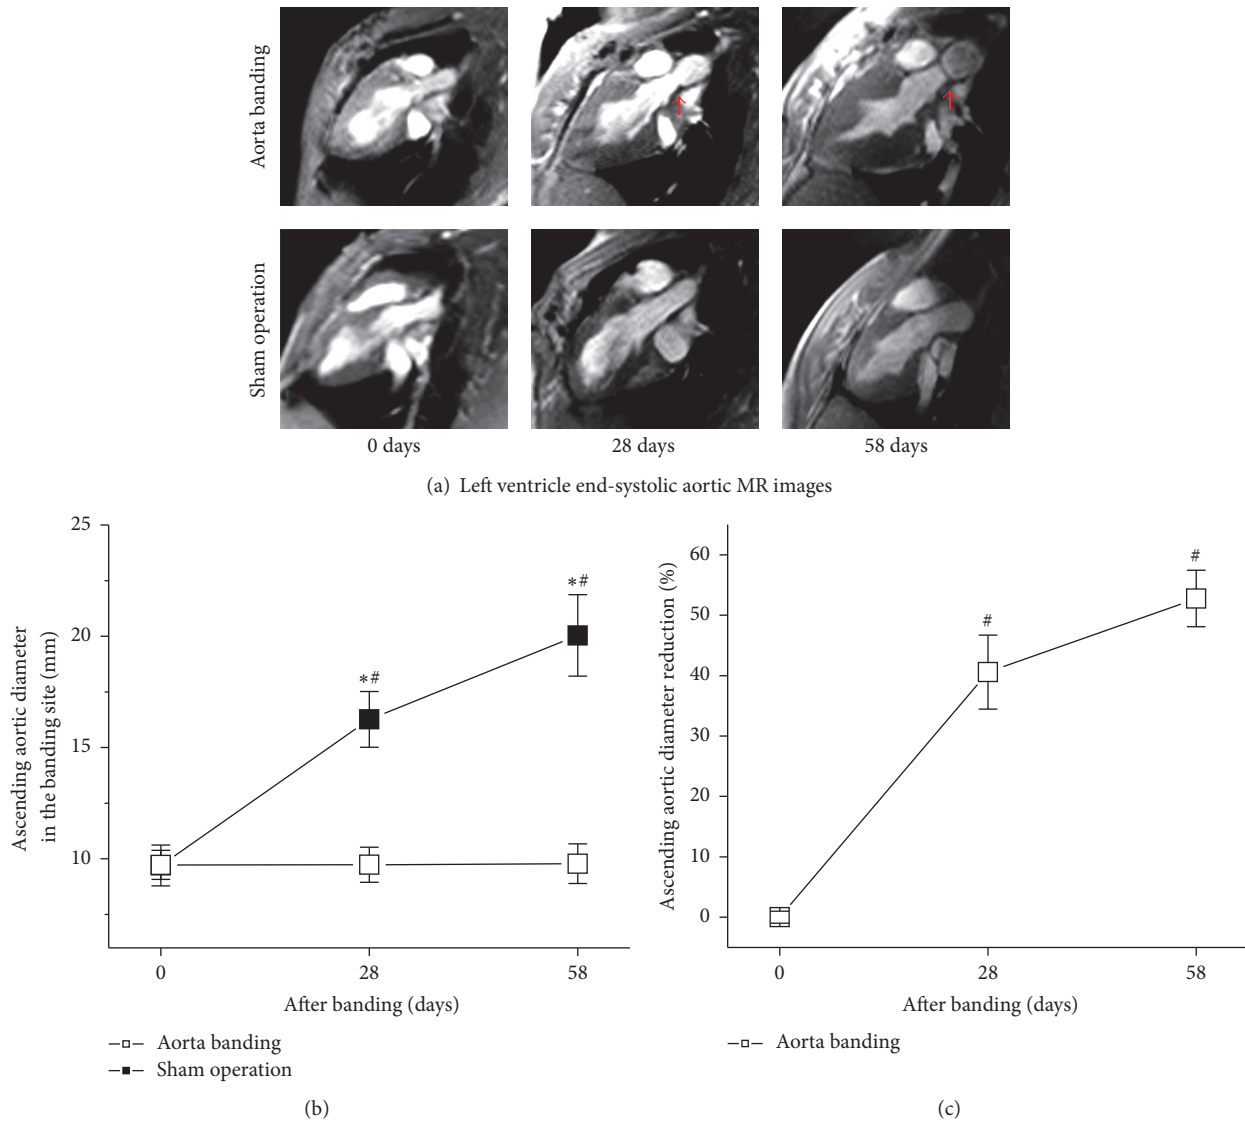 Aorta banding
Sham operation
0 days
28 days
58 days
(a) Left ventricle end-systolic aortic MR images
Ascending aortic diameter
in the banding site (mm)
25
20
15
10
*#
*#
0
28
58
After banding (days)
Aorta banding
Sham operation
(b)
Ascending aortic diameter reduction (%)
60
50
40
30
20
10
0
#
#
0
28
58
After banding (days)
Aorta banding
(c)